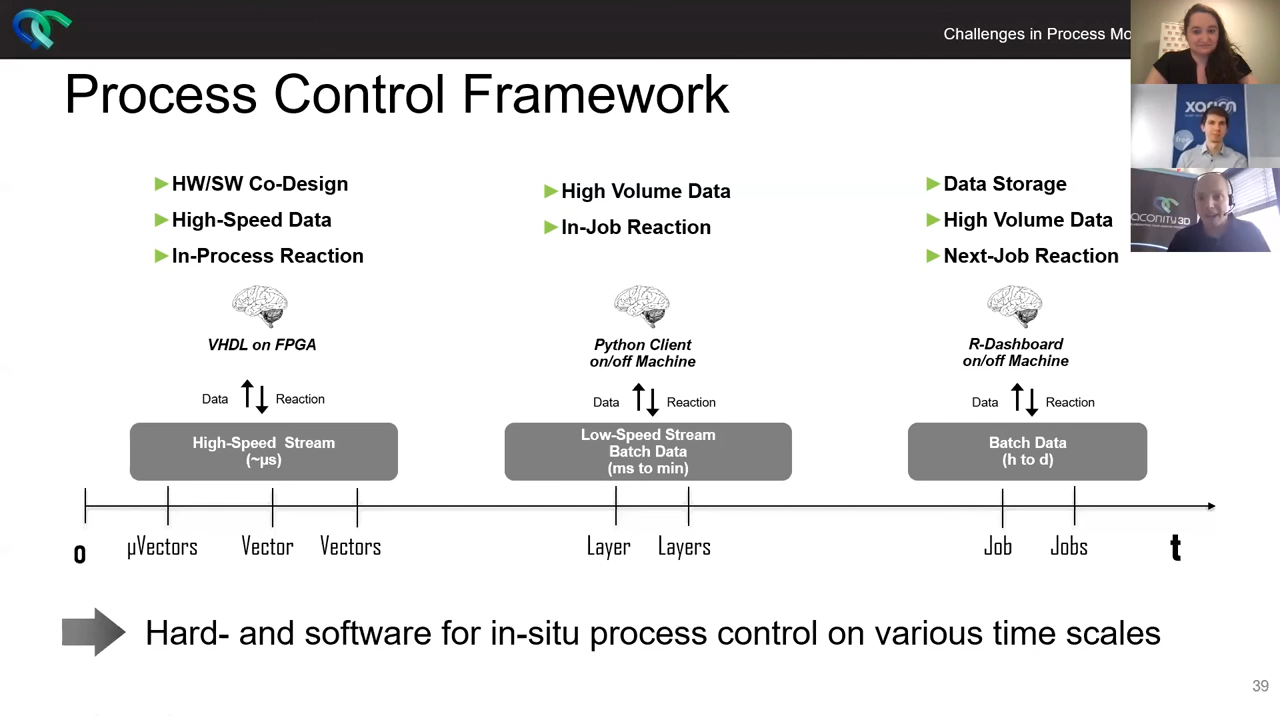 Challenges in Process Mo
Process Control Framework
HW/SW Co-Design
High-Speed Data
In-Process Reaction
VHDL on FPGA
Data
Reaction
High-Speed Stream
(~µs)
High Volume Data
In-Job Reaction
Python Client
on/off Machine
Data
Reaction
Low-Speed Stream
Batch Data
(ms to min)
Data Storage
High Volume Data
Next-Job Reaction
R-Dashboard
on/off Machine
Data
Reaction
Batch Data
(h to d)
0
µVectors
Vector
Vectors
Layer
Layers
Job
Jobs
t
Hard- and software for in-situ process control on various time scales
39
xarion
aconity3D